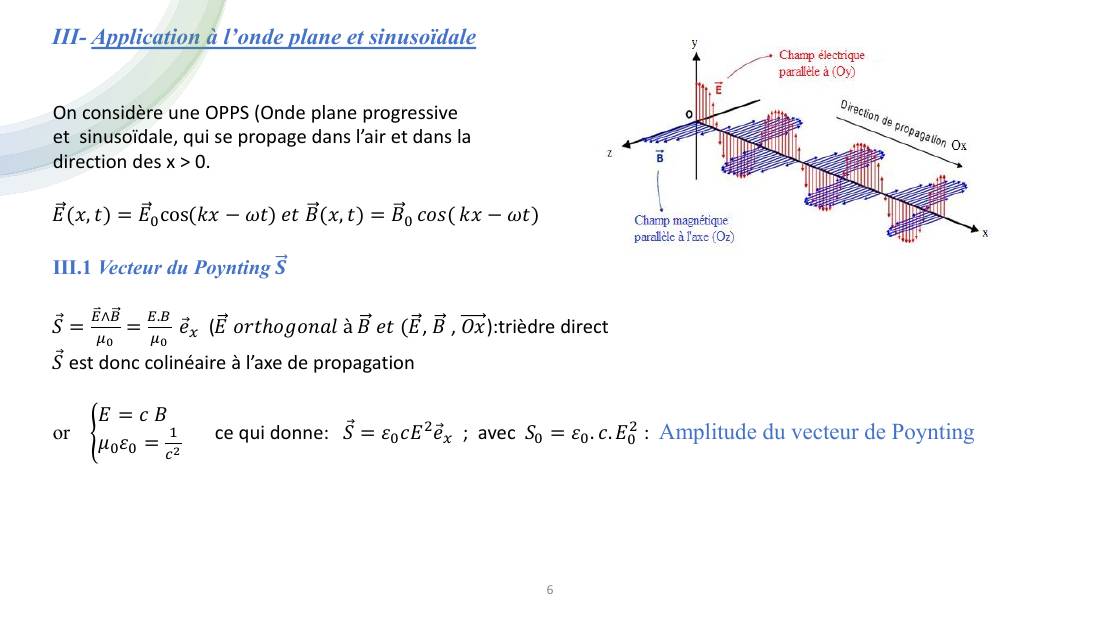 III- Application à l’onde plane et sinusoïdale
On considère une OPPS (Onde plane progressive
et sinusoïdale, qui se propage dans l’air et dans la
direction des x > 0.
E⃗(x, t) = E⃗₀cos(kx − ωt) et B⃗(x, t) = B⃗₀ cos( kx − ωt)
III.1 Vecteur du Poynting S⃗
S⃗ = (E⃗∧B⃗)/μ₀ = (E.B)/μ₀ e⃗ₓ (E⃗ orthogonal à B⃗ et (E⃗, B⃗ , O⃗x⃗):trièdre direct
S⃗ est donc colinéaire à l’axe de propagation
or { E = c B
μ₀ε₀ = 1/c²
ce qui donne: S⃗ = ε₀cE²e⃗ₓ ; avec S₀ = ε₀. c. E₀² : Amplitude du vecteur de Poynting
y
Champ électrique
parallèle à (Oy)
E⃗
O
Direction de propagation Ox
z
B⃗
Champ magnétique
parallèle à l'axe (Oz)
x
6